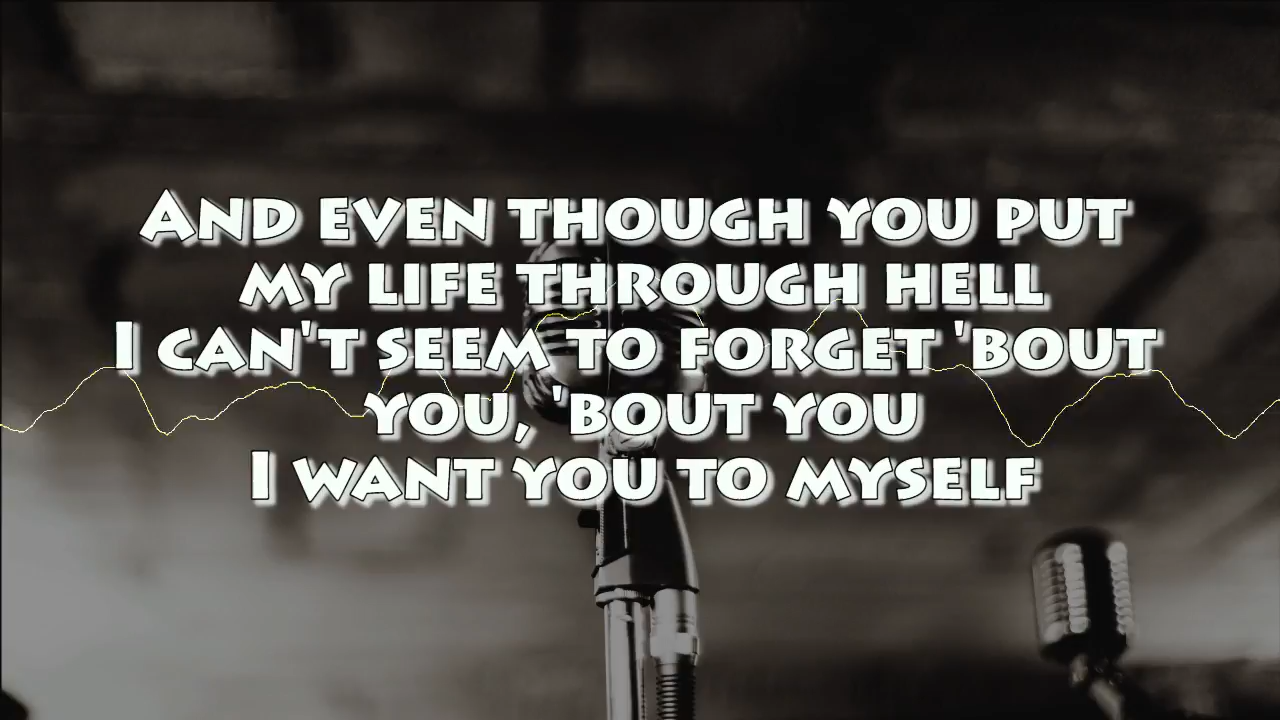 And even though you put
my life through hell
I can't seem to forget 'bout
you, 'bout you
I want you to myself